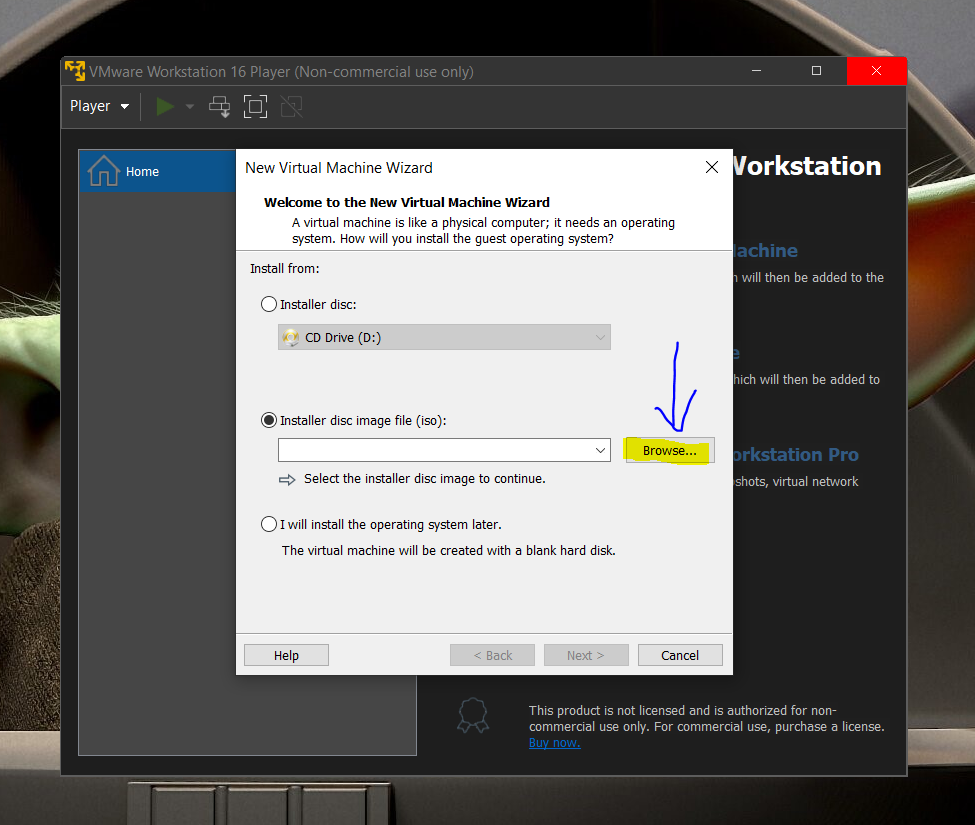 VMware Workstation 16 Player (Non-commercial use only)
Player
Home
New Virtual Machine Wizard
Welcome to the New Virtual Machine Wizard
A virtual machine is like a physical computer; it needs an operating
system. How will you install the guest operating system?
Install from:
Installer disc:
CD Drive (D:)
Installer disc image file (iso):
Browse...
Select the installer disc image to continue.
I will install the operating system later.
The virtual machine will be created with a blank hard disk.
Help
< Back
Next >
Cancel
Workstation
Machine
will then be added to the
which will then be added to
Workstation Pro
shots, virtual network
This product is not licensed and is authorized for non-
commercial use only. For commercial use, purchase a license.
Buy now.